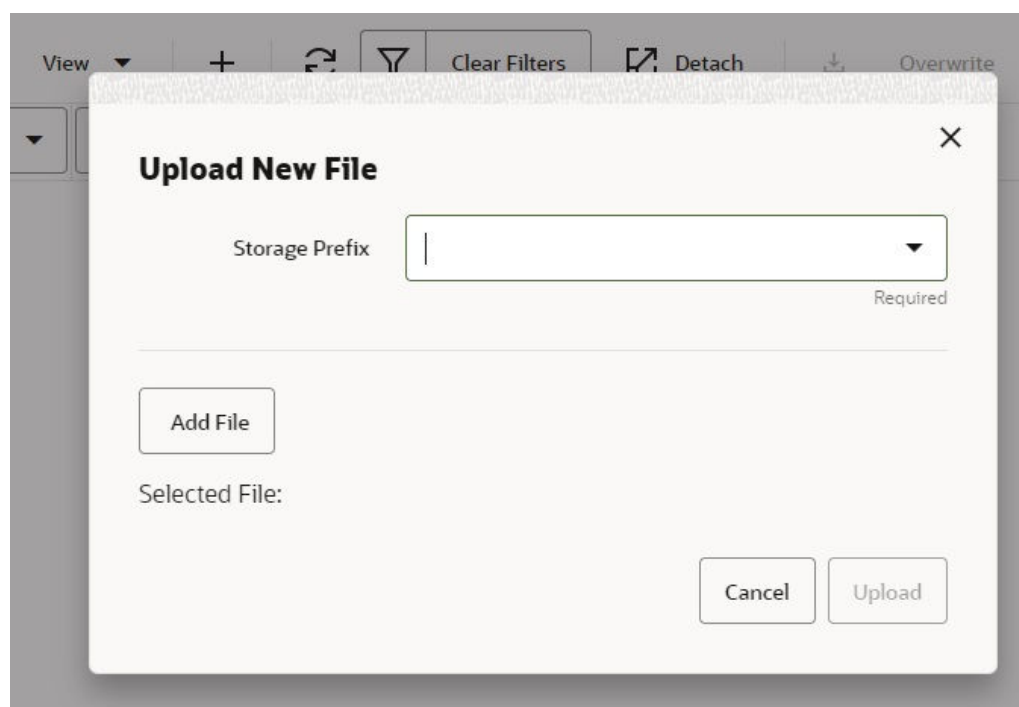 View Clear Filters Detach Overwrite
Upload New File
Storage Prefix
Required
Add File
Selected File:
Cancel Upload